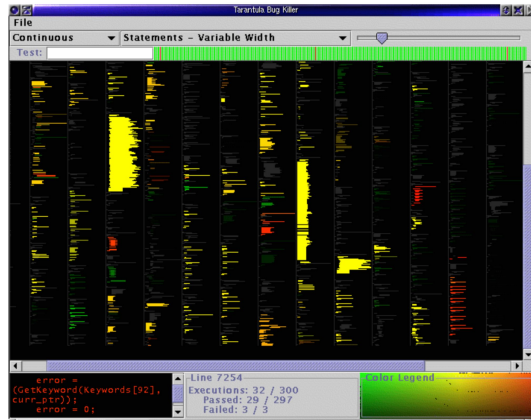 Tarantula Bug Killer
File
Continuous
Statements - Variable Width
Test:
error =
(GetKeyword(Keywords[92],
curr_ptr));
error = 0;
Line 7254
Executions: 32 / 300
Passed: 29 / 297
Failed: 3 / 3
Color Legend